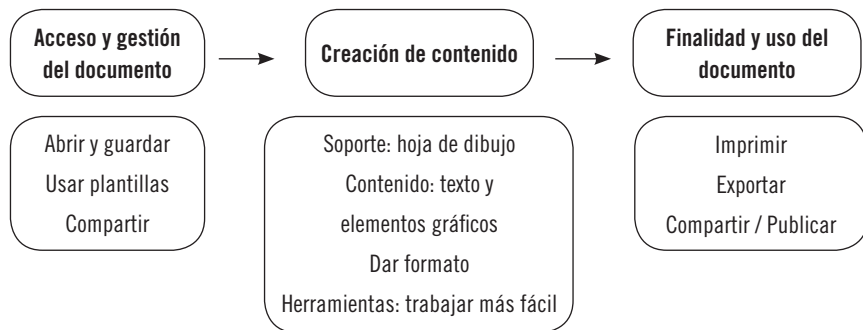 Acceso y gestión
del documento
Creación de contenido
Finalidad y uso del
documento
Abrir y guardar
Usar plantillas
Compartir
Soporte: hoja de dibujo
Contenido: texto y
elementos gráficos
Dar formato
Herramientas: trabajar más fácil
Imprimir
Exportar
Compartir / Publicar